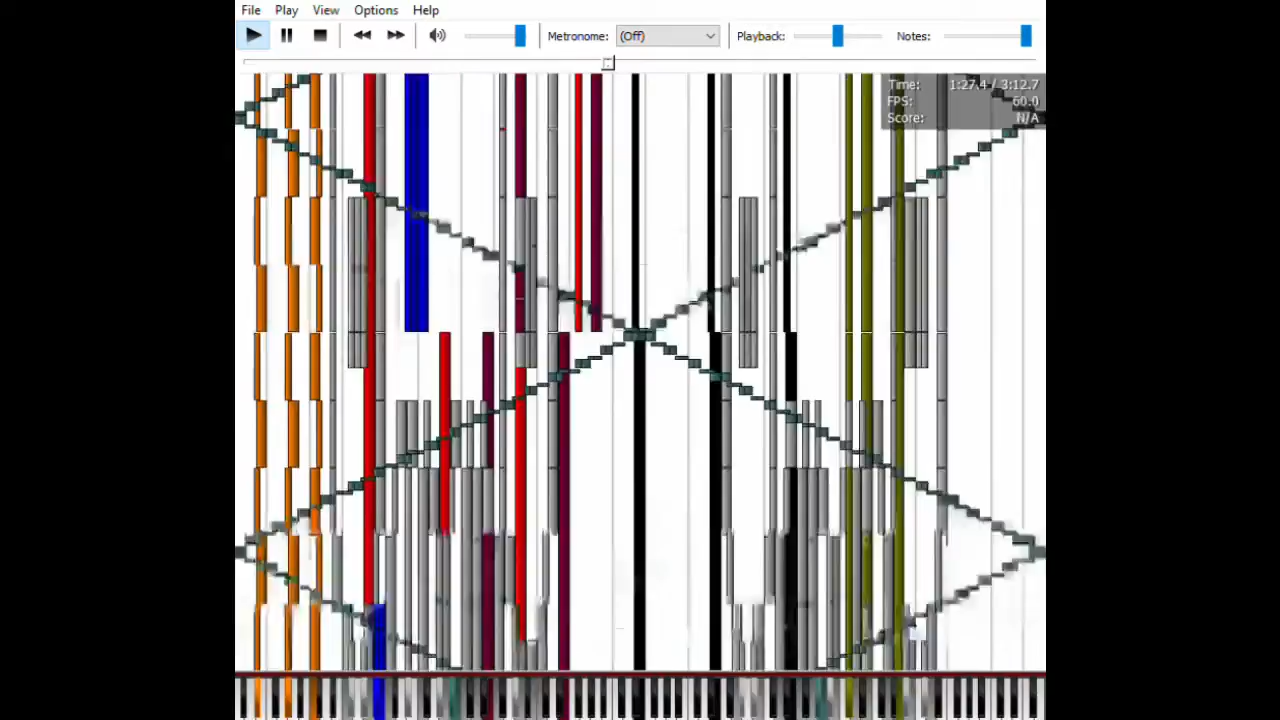 File Play View Options Help
Metronome: (Off) Playback: Notes:
Time: 1:27.4 / 3:12.7
FPS: 60.0
Score: N/A